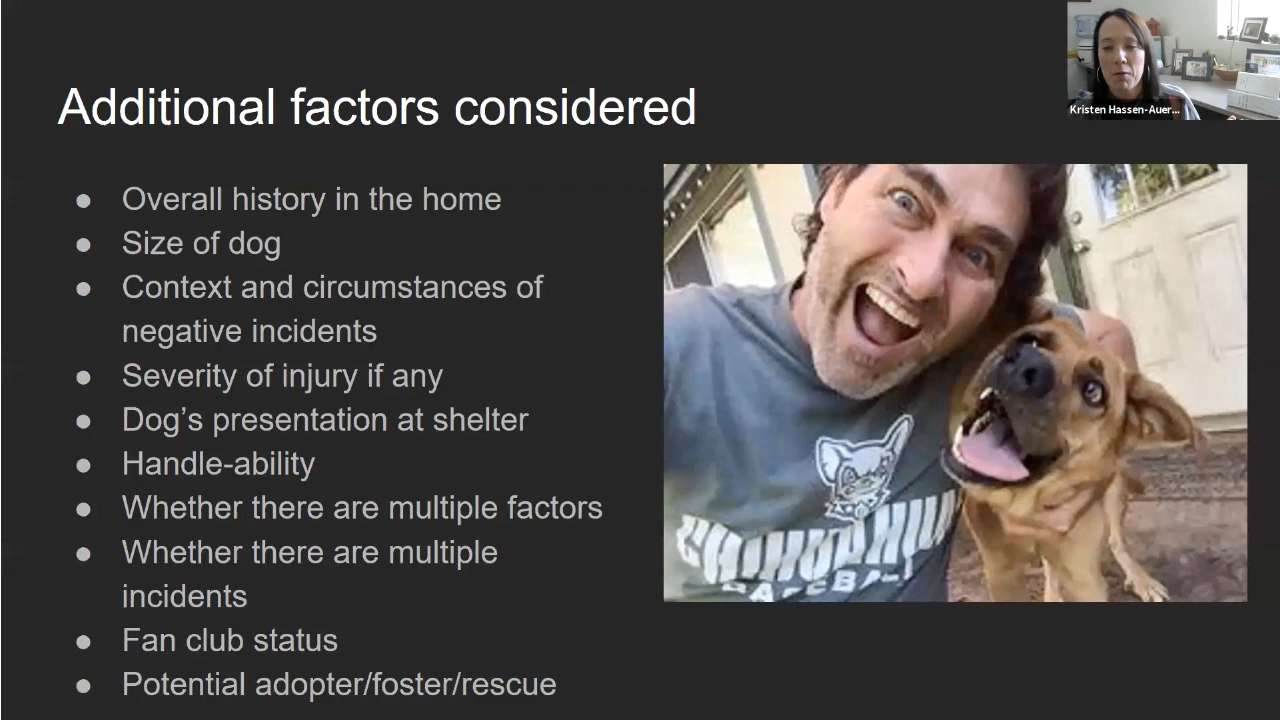 Kristen Hassen-Auer...
Additional factors considered
● Overall history in the home
● Size of dog
● Context and circumstances of
negative incidents
● Severity of injury if any
● Dog's presentation at shelter
● Handle-ability
● Whether there are multiple factors
● Whether there are multiple
incidents
● Fan club status
● Potential adopter/foster/rescue